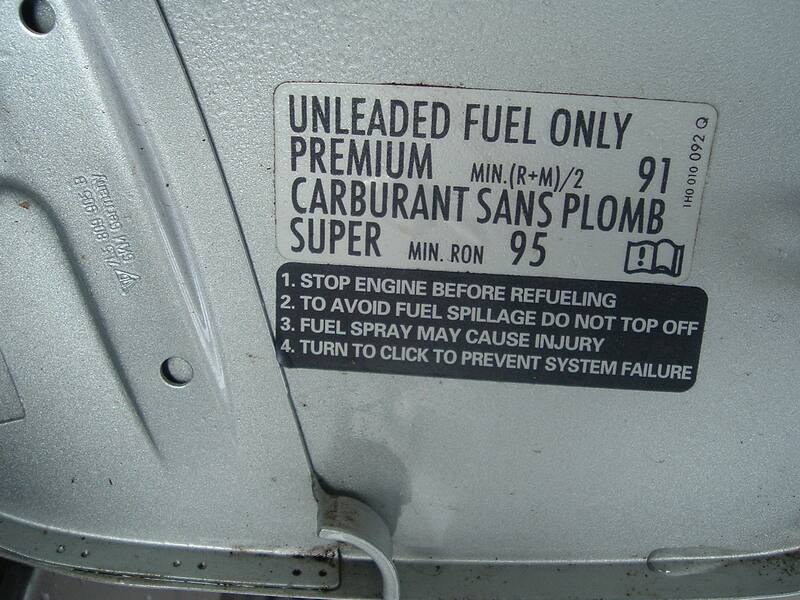 UNLEADED FUEL ONLY
PREMIUM MIN.(R+M)/2 91
CARBURANT SANS PLOMB
SUPER MIN. RON 95
1H0 010 092 Q
1. STOP ENGINE BEFORE REFUELING
2. TO AVOID FUEL SPILLAGE DO NOT TOP OFF
3. FUEL SPRAY MAY CAUSE INJURY
4. TURN TO CLICK TO PREVENT SYSTEM FAILURE